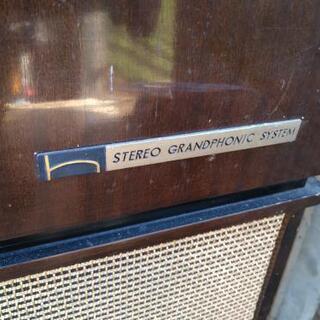 STEREO GRANDPHONIC SYSTEM